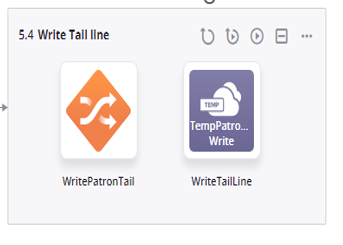 5.4 Write Tail line
TEMP
TempPatro...
Write
WritePatronTail
WriteTailLine